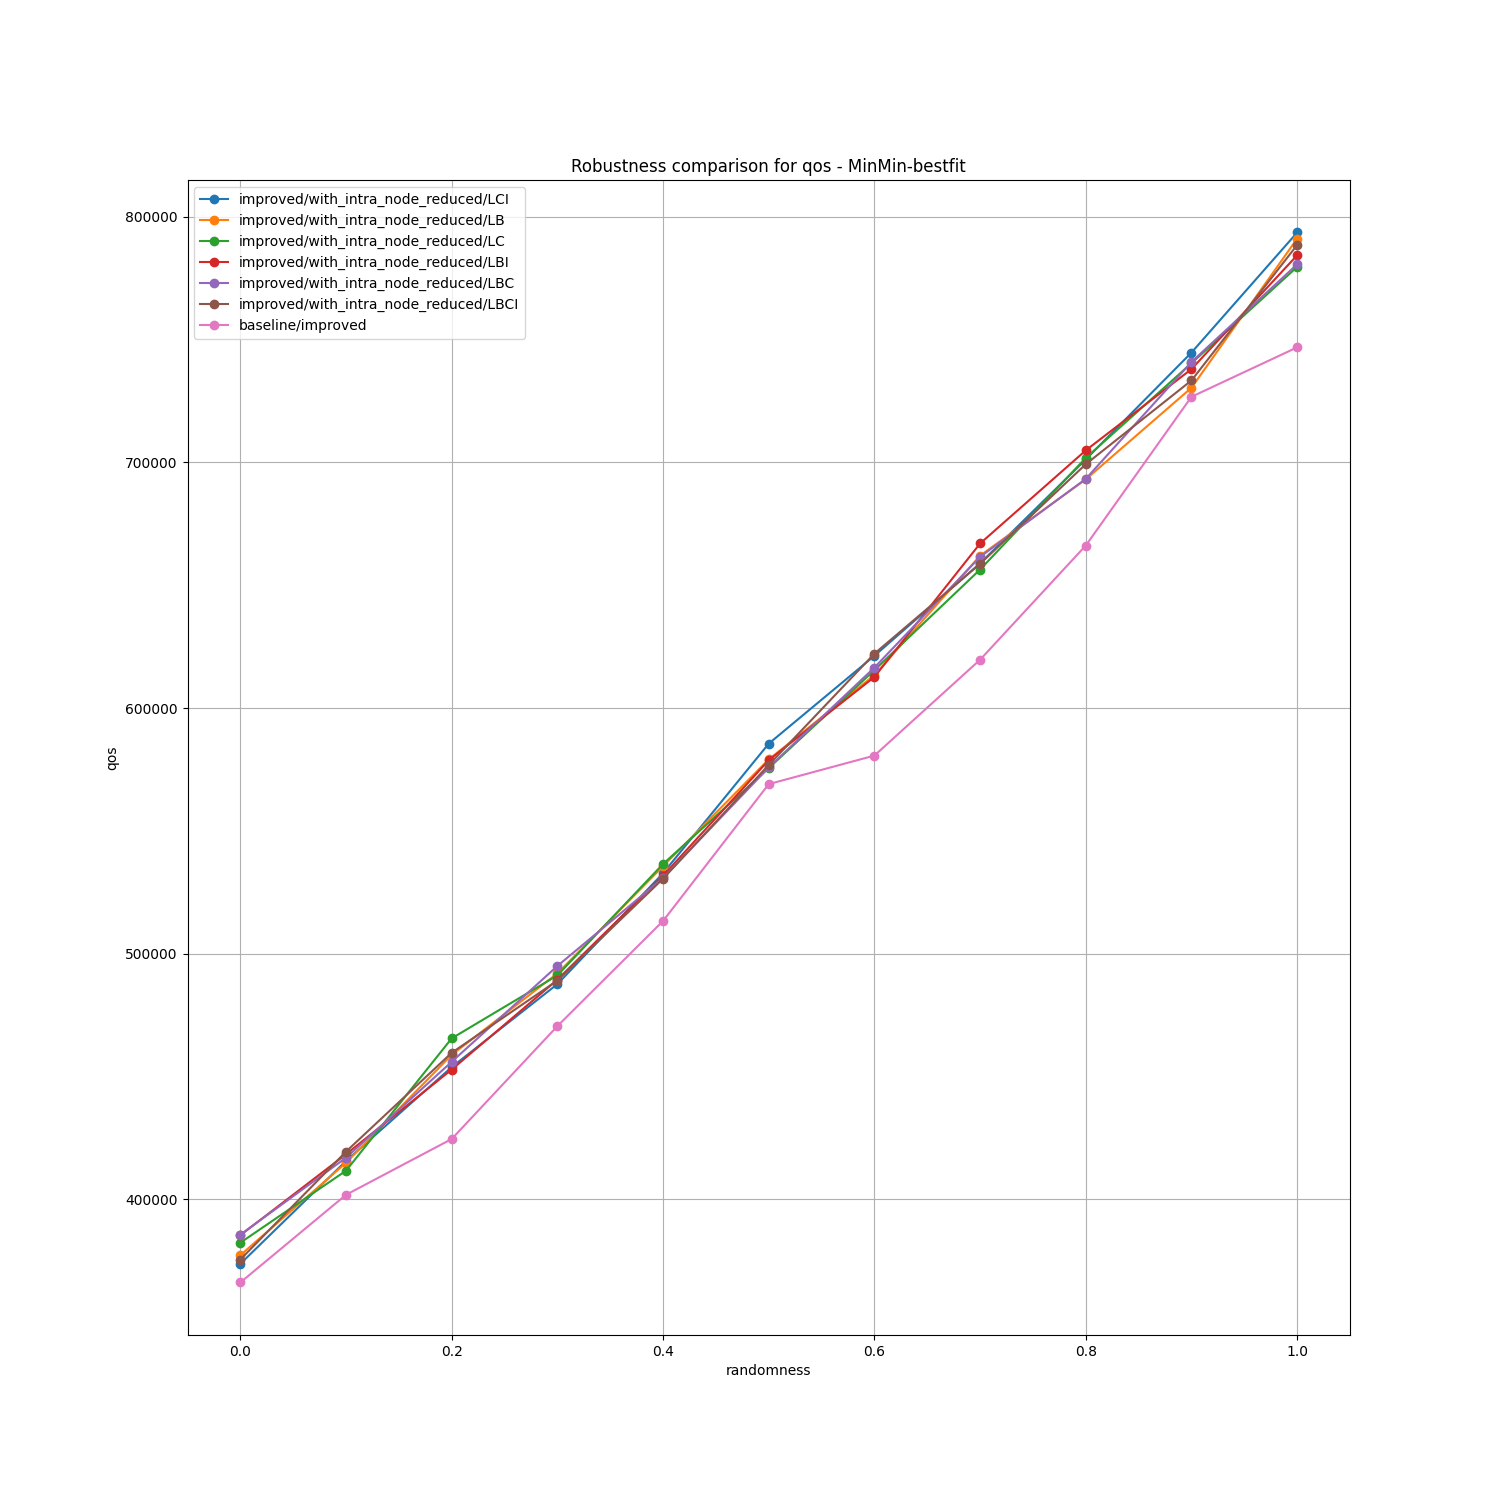 Robustness comparison for qos - MinMin-bestfit
improved/with_intra_node_reduced/LCI
improved/with_intra_node_reduced/LB
improved/with_intra_node_reduced/LC
improved/with_intra_node_reduced/LBI
improved/with_intra_node_reduced/LBC
improved/with_intra_node_reduced/LBCI
baseline/improved
800000
700000
600000
500000
400000
qos
0.0 0.2 0.4 0.6 0.8 1.0
randomness